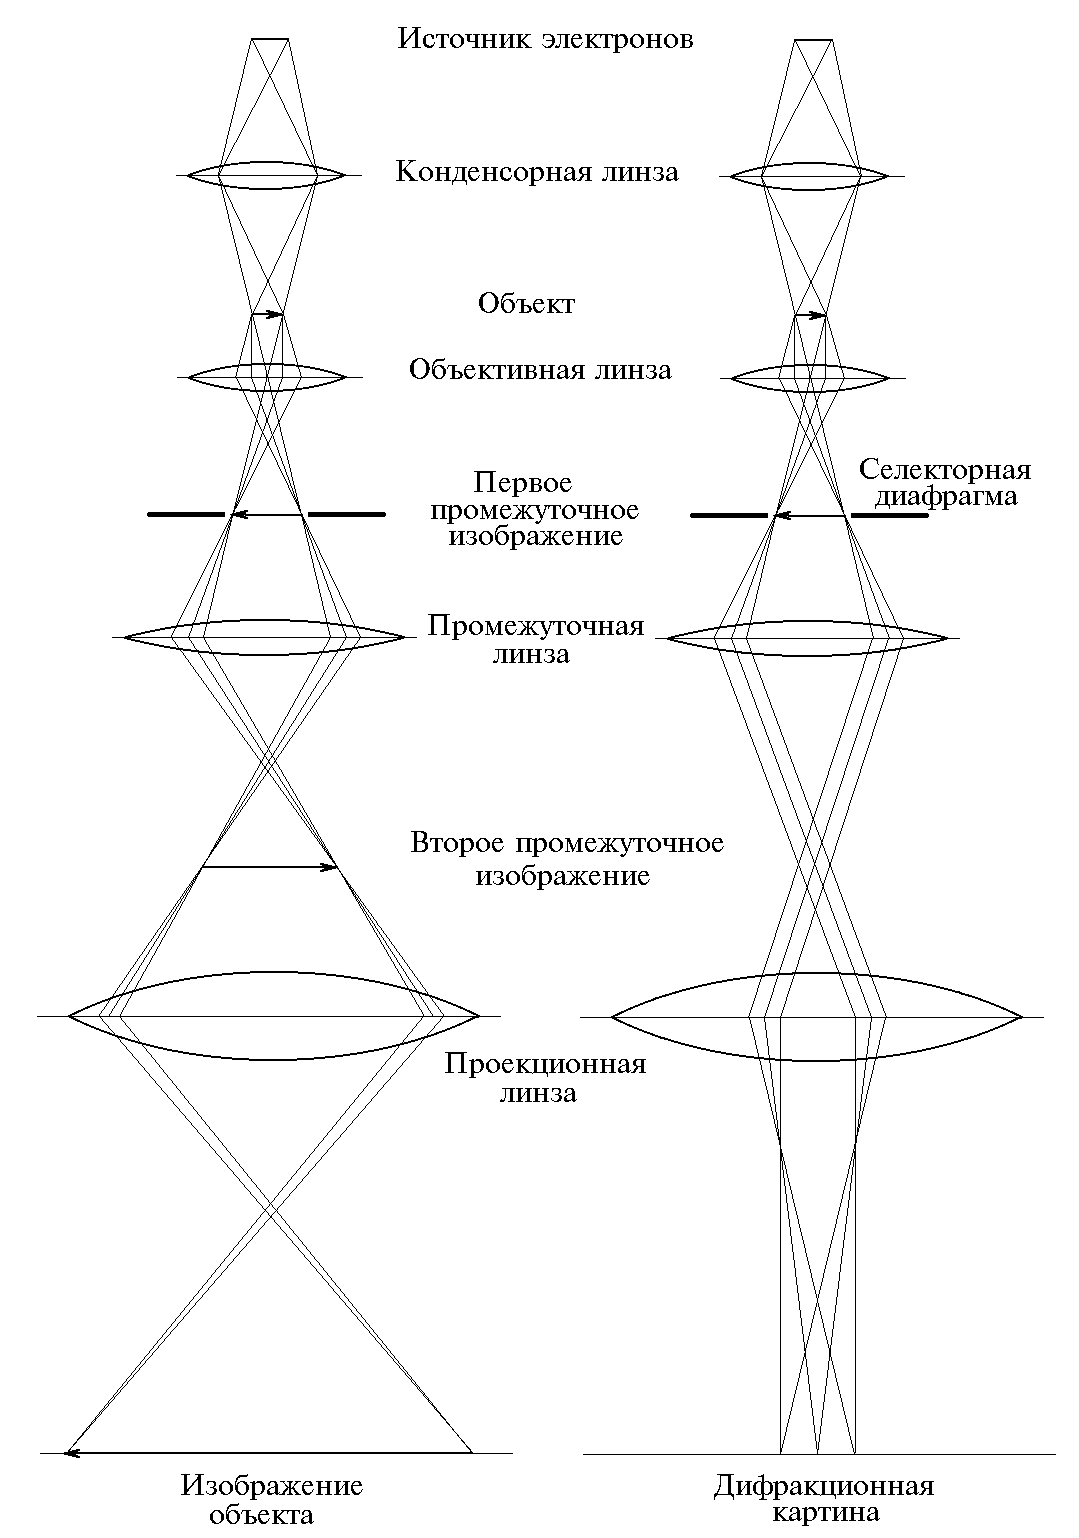 Источник электронов
Конденсорная линза
Объект
Объективная линза
Селекторная
диафрагма
Первое
промежуточное
изображение
Промежуточная
линза
Второе промежуточное
изображение
Проекционная
линза
Изображение
объекта
Дифракционная
картина